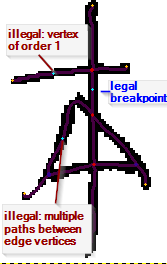 illegal: vertex
of order 1
legal
breakpoint
illegal: multiple
paths between
edge vertices